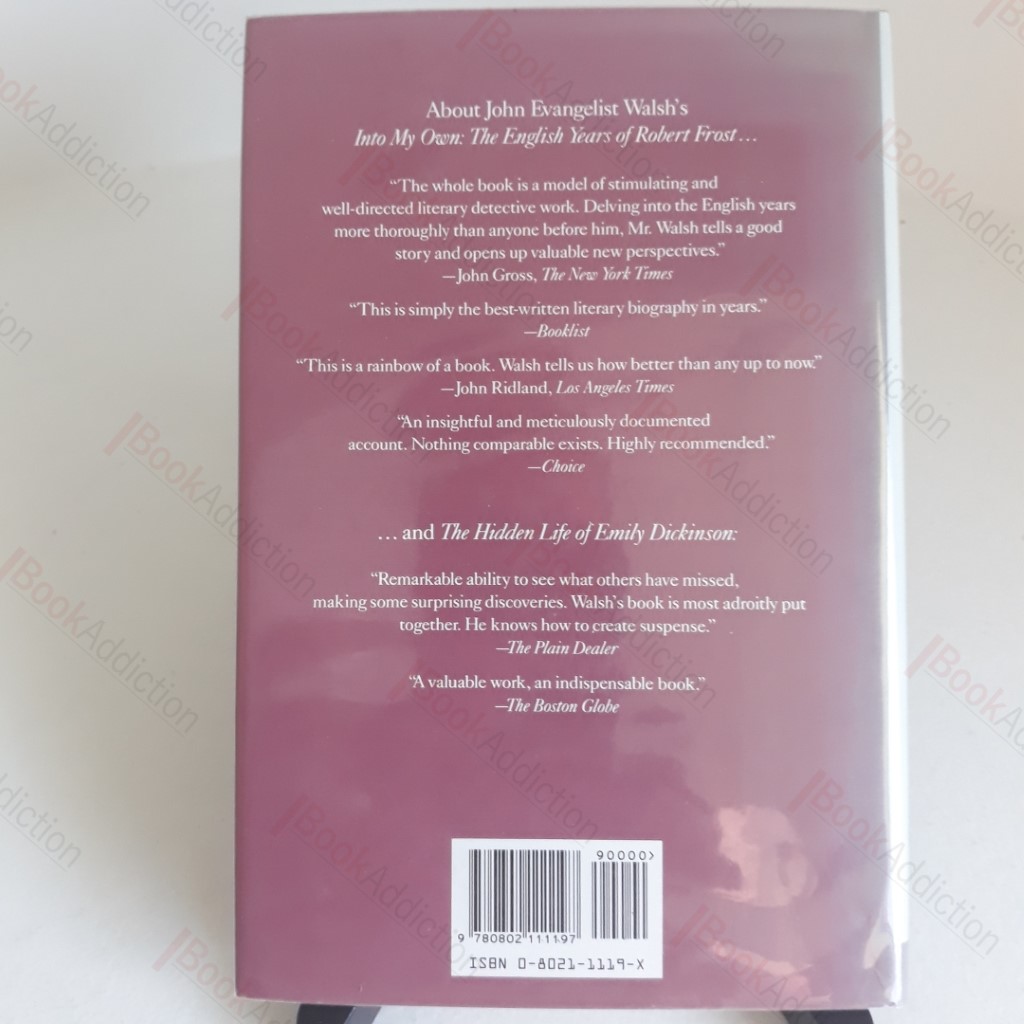 About John Evangelist Walsh's
Into My Own: The English Years of Robert Frost...
“The whole book is a model of stimulating and
well-directed literary detective work. Delving into the English years
more thoroughly than anyone before him, Mr. Walsh tells a good
story and opens up valuable new perspectives.”
—John Gross, The New York Times
“This is simply the best-written literary biography in years.”
—Booklist
“This is a rainbow of a book. Walsh tells us how better than any up to now.”
—John Ridland, Los Angeles Times
“An insightful and meticulously documented
account. Nothing comparable exists. Highly recommended.”
—Choice
... and The Hidden Life of Emily Dickinson:
“Remarkable ability to see what others have missed,
making some surprising discoveries. Walsh's book is most adroitly put
together. He knows how to create suspense.”
—The Plain Dealer
“A valuable work, an indispensable book.”
—The Boston Globe
90000>
9 780802 111197
ISBN 0-8021-1119-X
BookAddiction